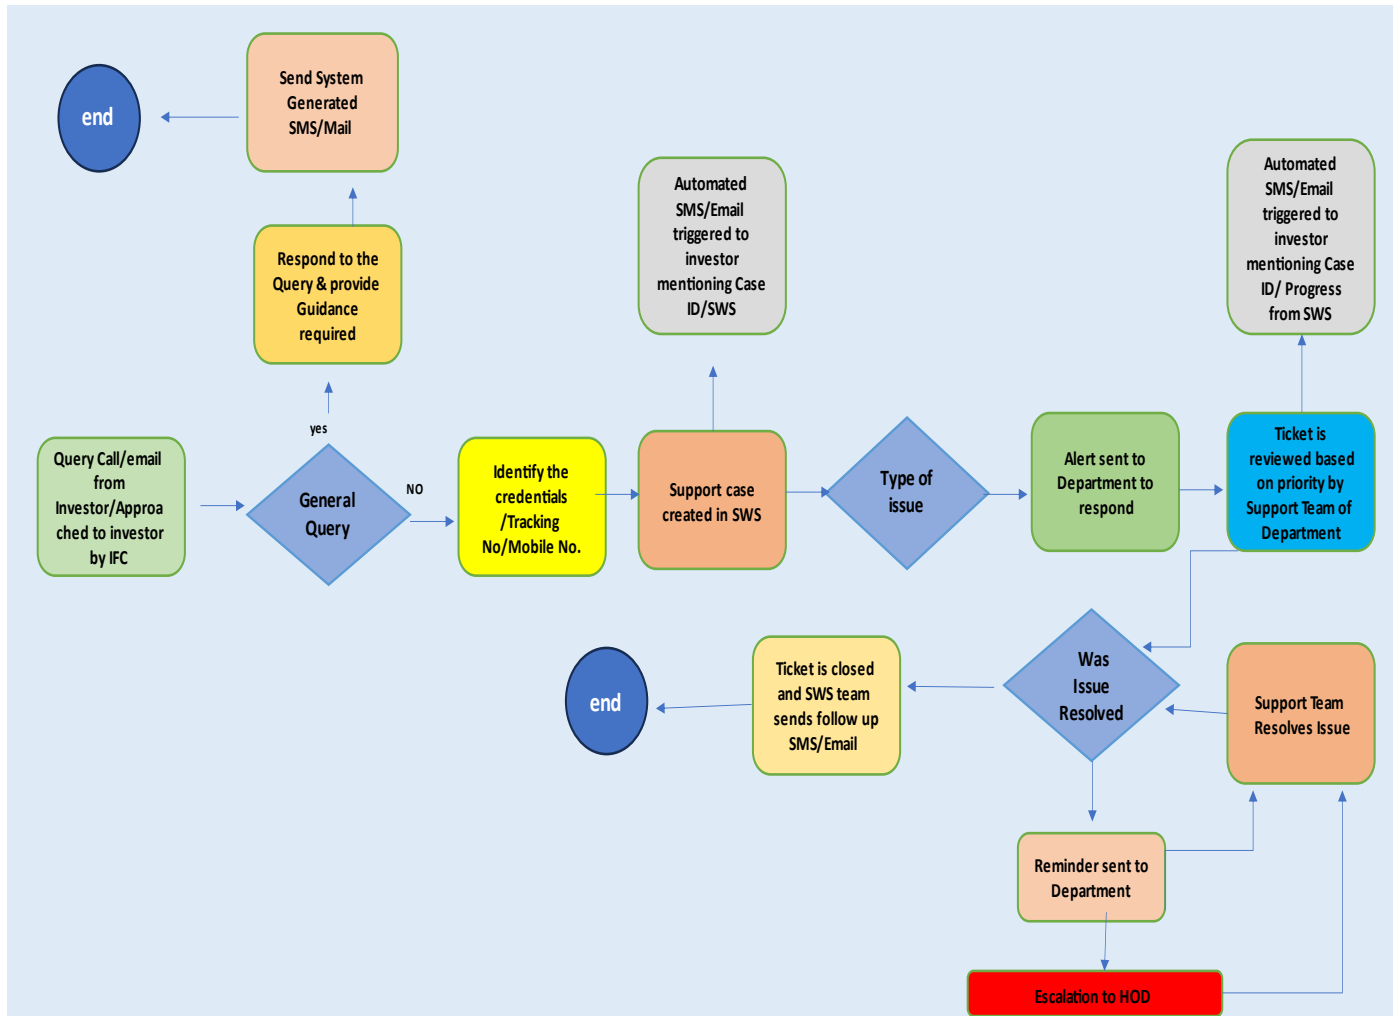 Send System
Generated
SMS/Mail
end
Automated
SMS/Email
triggered to
investor
mentioning Case
ID/SWS
Automated
SMS/Email
triggered to
investor
mentioning Case
ID/ Progress
from SWS
Respond to the
Query & provide
Guidance
required
yes
Query Call/email
from
Investor/Approa
ched to investor
by IFC
General
Query
NO
Identify the
credentials
/Tracking
No/Mobile No.
Support case
created in SWS
Type of
issue
Alert sent to
Department to
respond
Ticket is
reviewed based
on priority by
Support Team of
Department
end
Ticket is closed
and SWS team
sends follow up
SMS/Email
Was
Issue
Resolved
Support Team
Resolves Issue
Reminder sent to
Department
Escalation to HOD